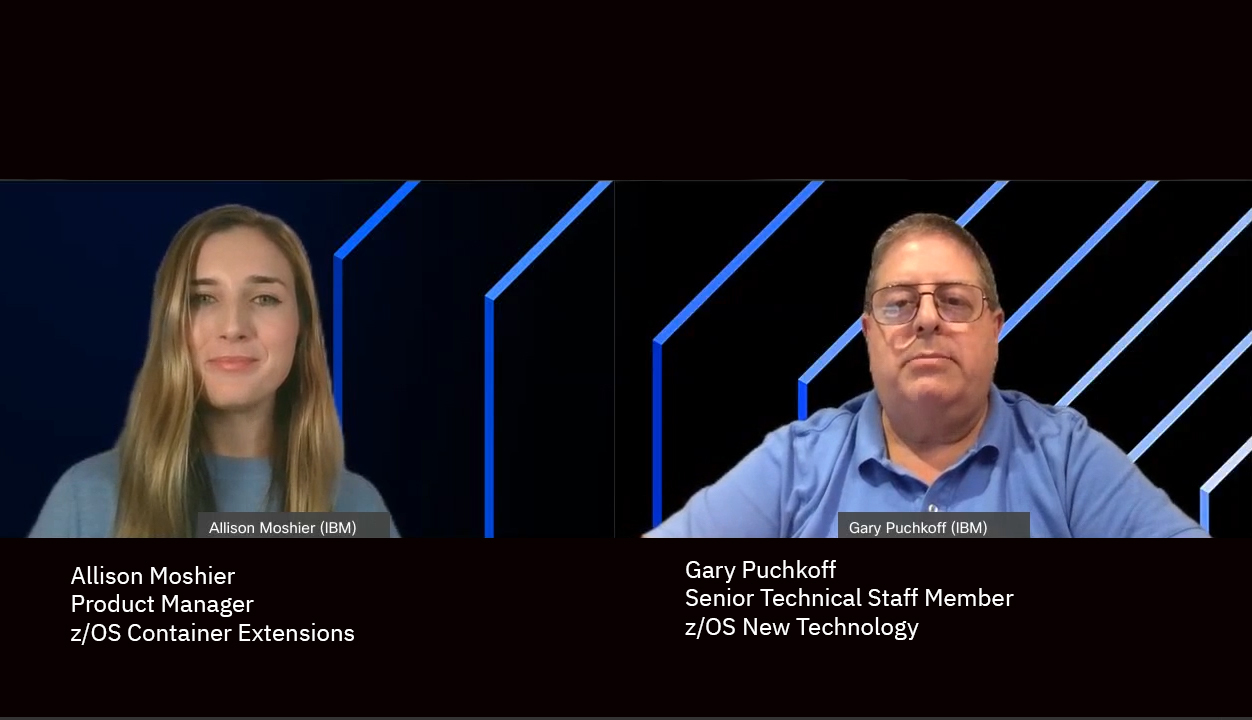 Allison Moshier (IBM)
Allison Moshier
Product Manager
z/OS Container Extensions
Gary Puchkoff (IBM)
Gary Puchkoff
Senior Technical Staff Member
z/OS New Technology